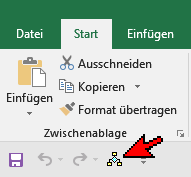 Datei Start Einfügen
Ausschneiden
Kopieren
Einfügen
Format übertragen
Zwischenablage